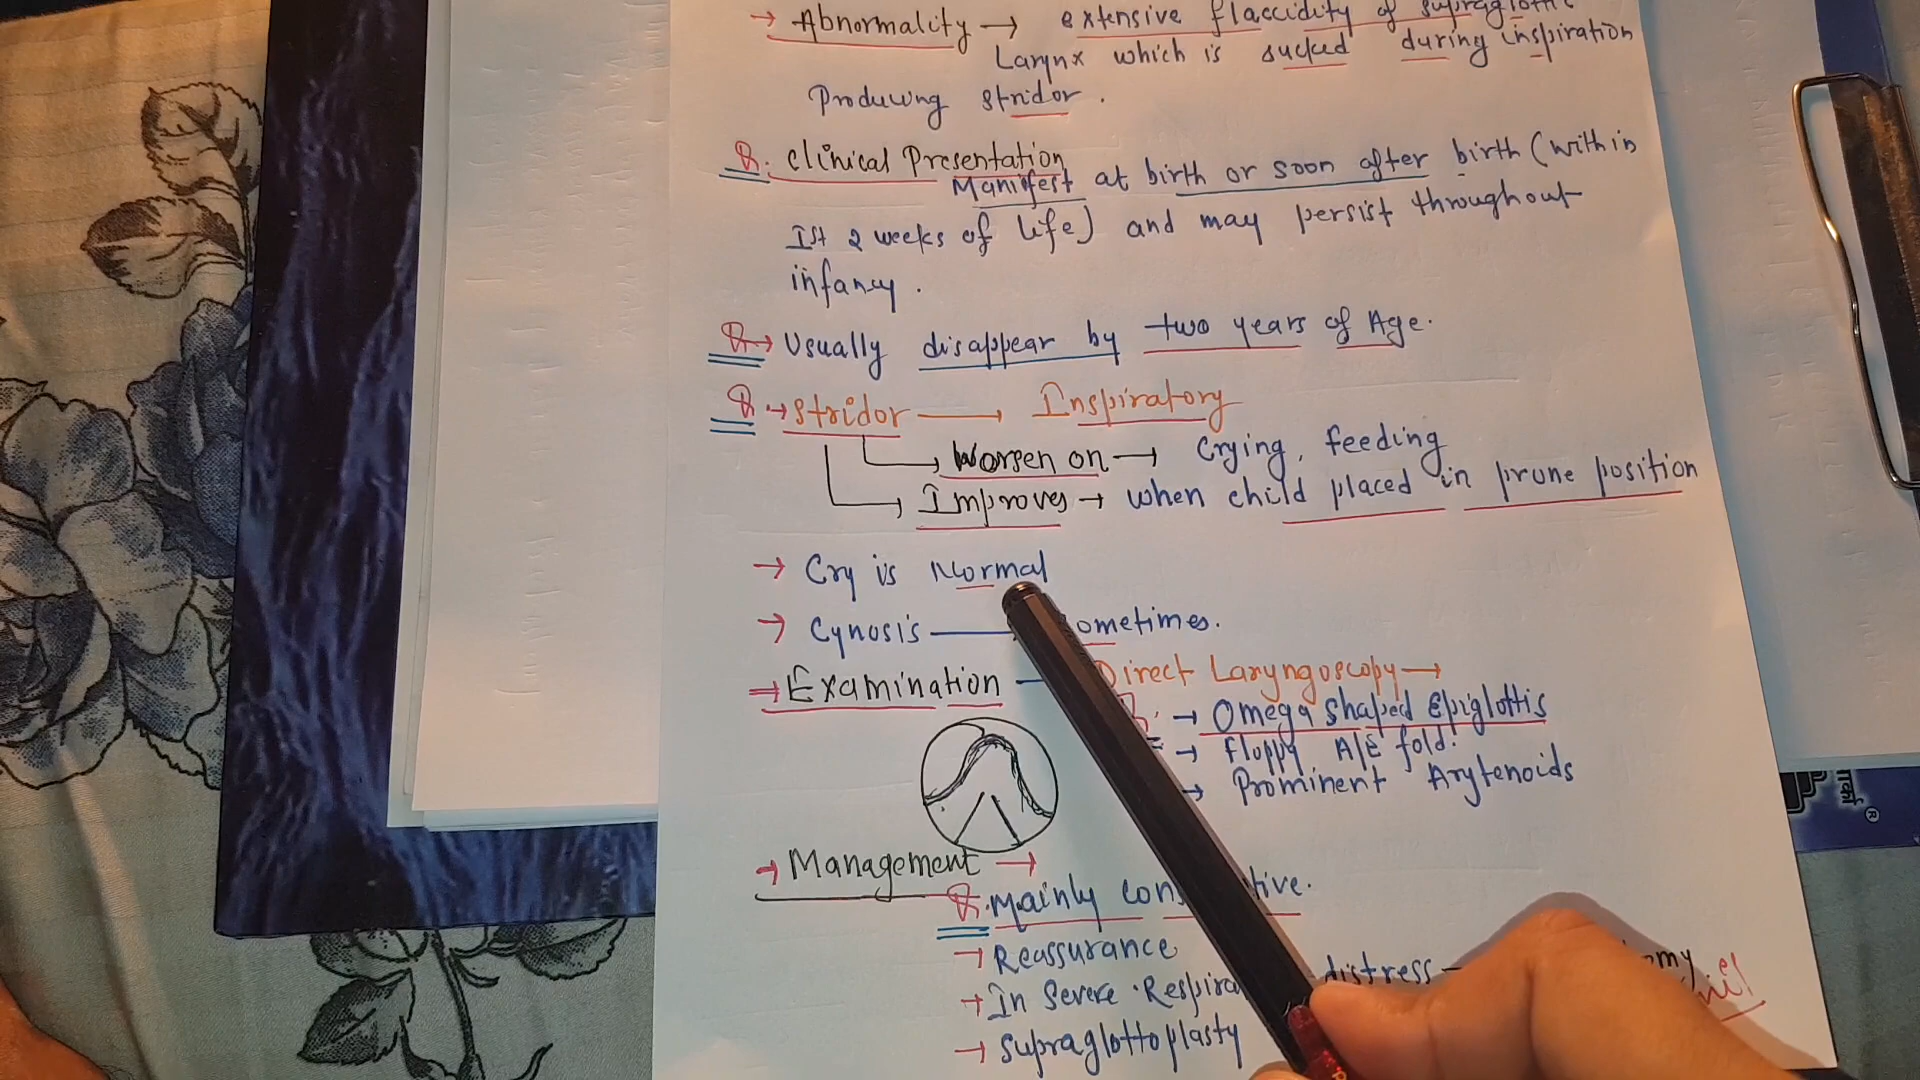 → Abnormality → extensive flaccidity of supraglottic
Larynx which is sucked during inspiration
Producing stridor.
Q. Clinical Presentation
Manifest at birth or soon after birth (within
Ist 2 weeks of life) and may persist throughout
infancy.
Q→ Usually disappear by two years of Age.
Q.→ stridor — Inspiratory
→ Worsen on → Crying, feeding
→ Improves → when child placed in prone position
→ Cry is Normal
→ Cynosis — ometimes.
→ Examination — Direct Laryngoscopy →
→ Omega shaped Epiglottis
→ floppy A/E fold.
→ Prominent Arytenoids
→ Management →
Q. Mainly con tive.
→ Reassurance
→ In Severe Respira distress — omy
→ Supraglottoplasty